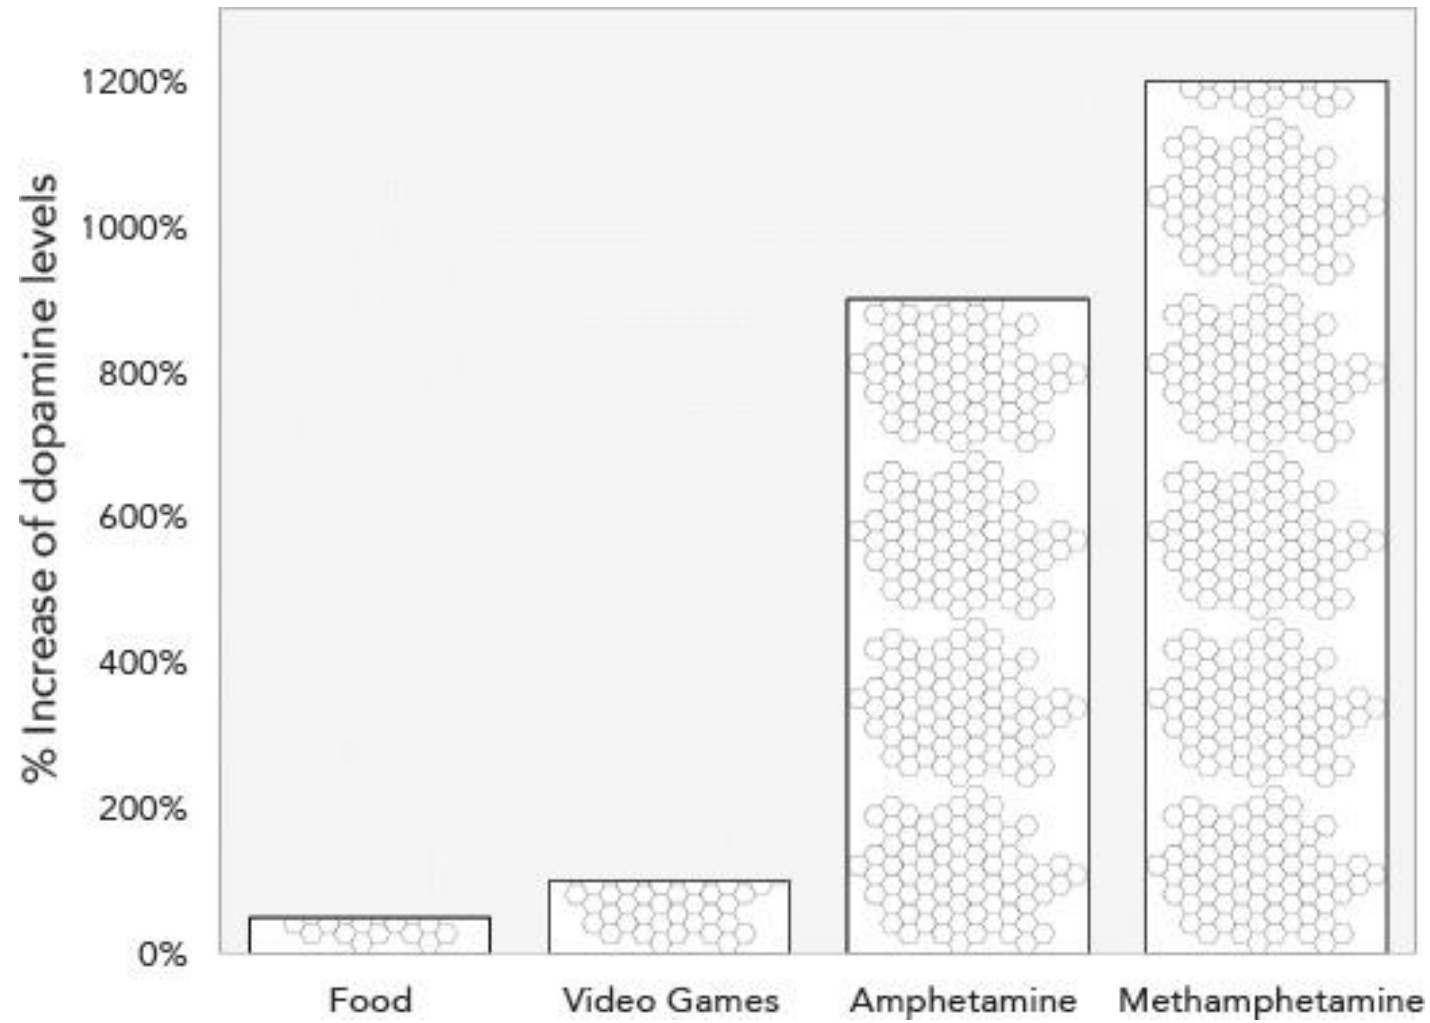 % Increase of dopamine levels
1200%
1000%
800%
600%
400%
200%
0%
Food
Video Games
Amphetamine
Methamphetamine